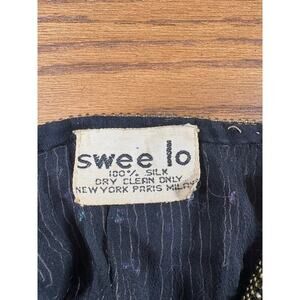 swee lo
100% SILK
DRY CLEAN ONLY
NEW YORK PARIS MILAN